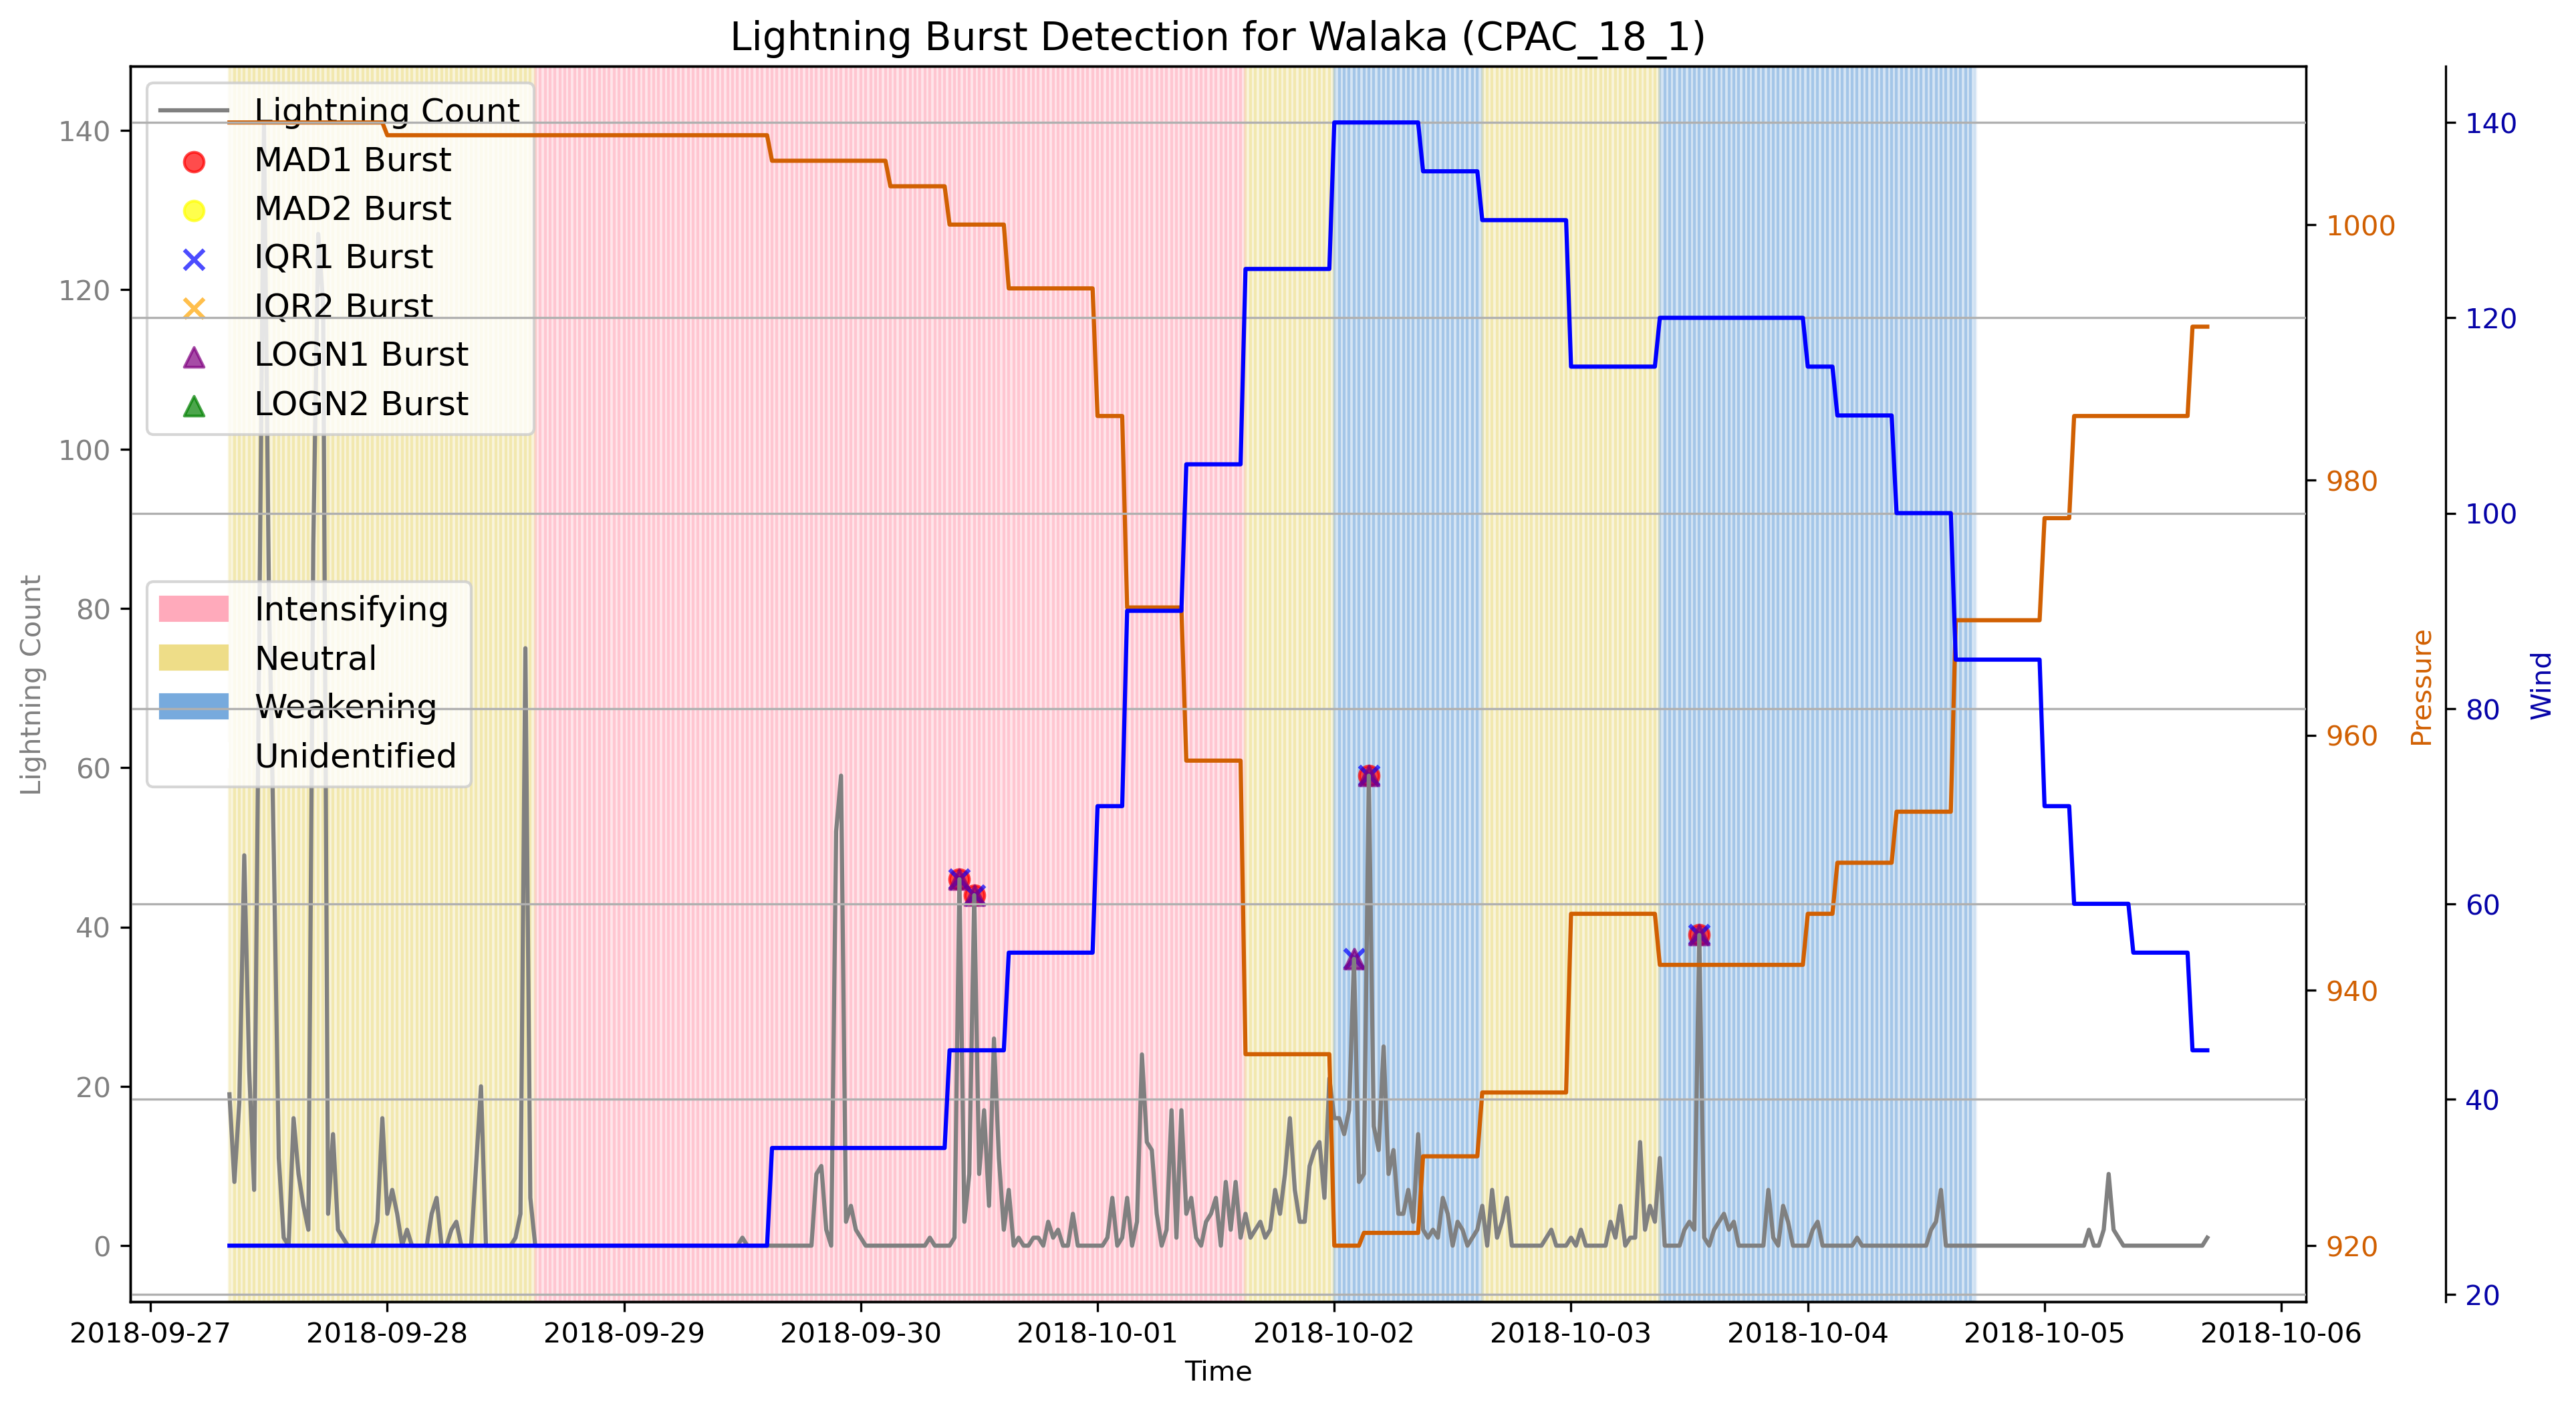 Lightning Burst Detection for Walaka (CPAC_18_1)
Lightning Count
MAD1 Burst
MAD2 Burst
IQR1 Burst
IQR2 Burst
LOGN1 Burst
LOGN2 Burst
Intensifying
Neutral
Weakening
Unidentified
Lightning Count
140
120
100
80
60
40
20
0
1000
980
960
940
920
Pressure
140
120
100
80
60
40
20
Wind
2018-09-27 2018-09-28 2018-09-29 2018-09-30 2018-10-01 2018-10-02 2018-10-03 2018-10-04 2018-10-05 2018-10-06
Time